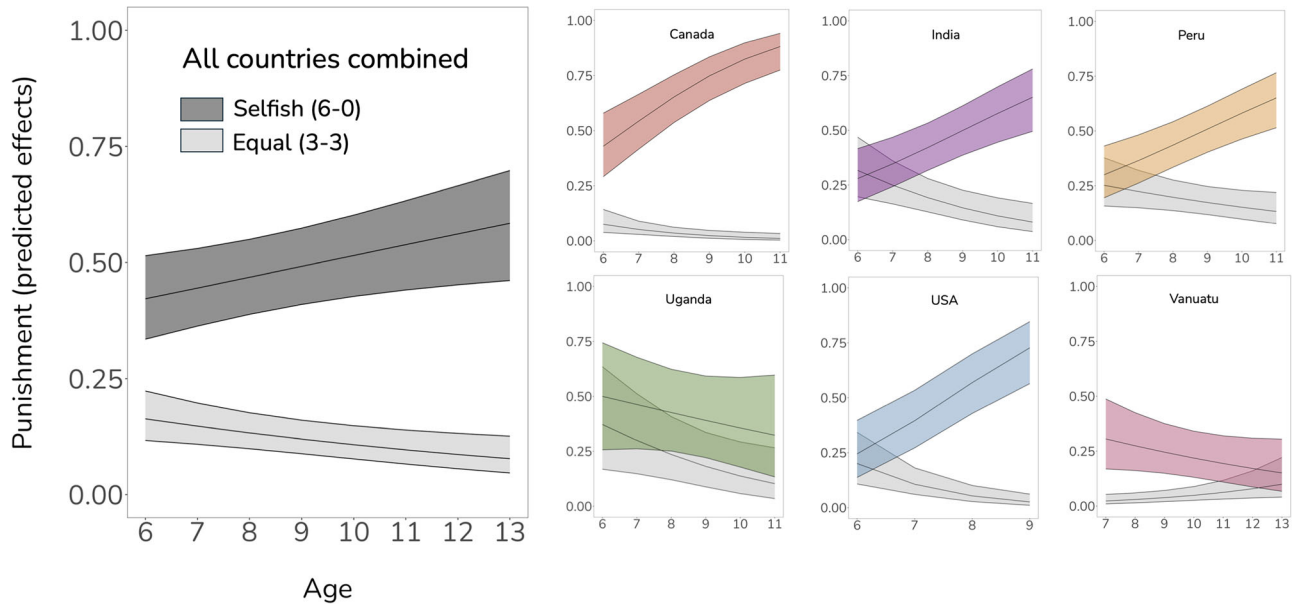 Punishment (predicted effects)
1.00
0.75
0.50
0.25
0.00
All countries combined
Selfish (6-0)
Equal (3-3)
6 7 8 9 10 11 12 13
Age
Canada
1.00
0.75
0.50
0.25
0.00
6 7 8 9 10 11
India
1.00
0.75
0.50
0.25
0.00
6 7 8 9 10 11
Peru
1.00
0.75
0.50
0.25
0.00
6 7 8 9 10 11
Uganda
1.00
0.75
0.50
0.25
0.00
6 7 8 9 10 11
USA
1.00
0.75
0.50
0.25
0.00
6 7 8 9
Vanuatu
1.00
0.75
0.50
0.25
0.00
7 8 9 10 11 12 13